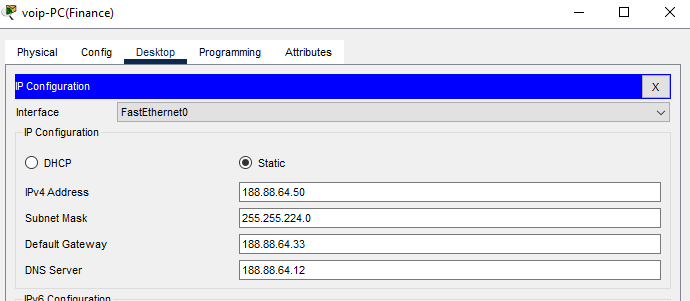 voip-PC(Finance)
Physical Config Desktop Programming Attributes
IP Configuration X
Interface FastEthernet0
IP Configuration
DHCP Static
IPv4 Address 188.88.64.50
Subnet Mask 255.255.224.0
Default Gateway 188.88.64.33
DNS Server 188.88.64.12
IPv6 Configuration